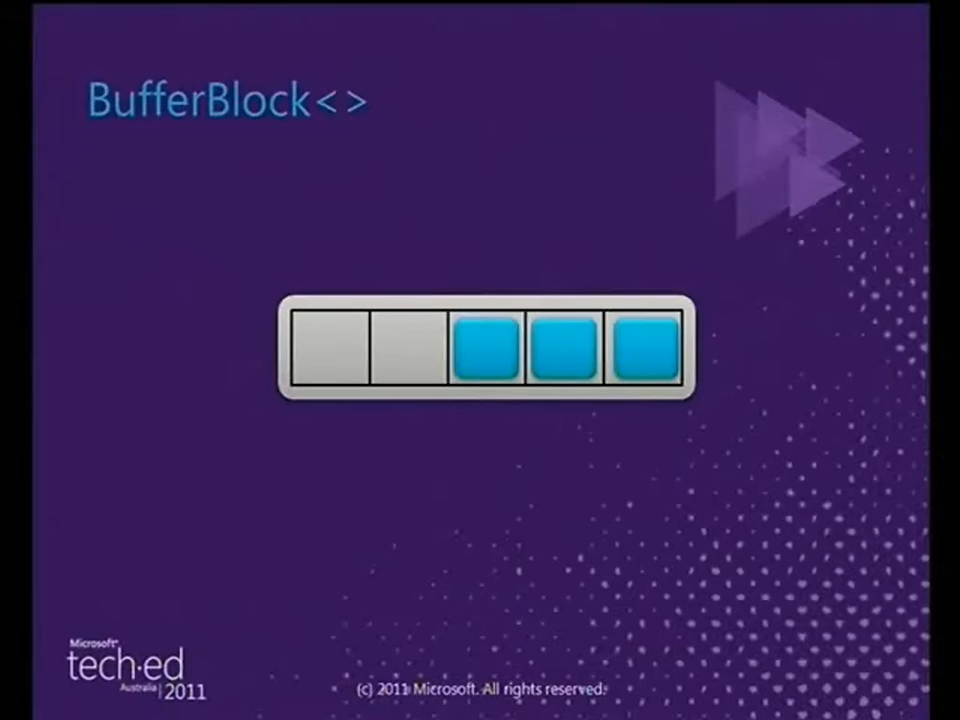 BufferBlock<>
Microsoft
tech·ed
Australia | 2011
(c) 2011 Microsoft. All rights reserved.